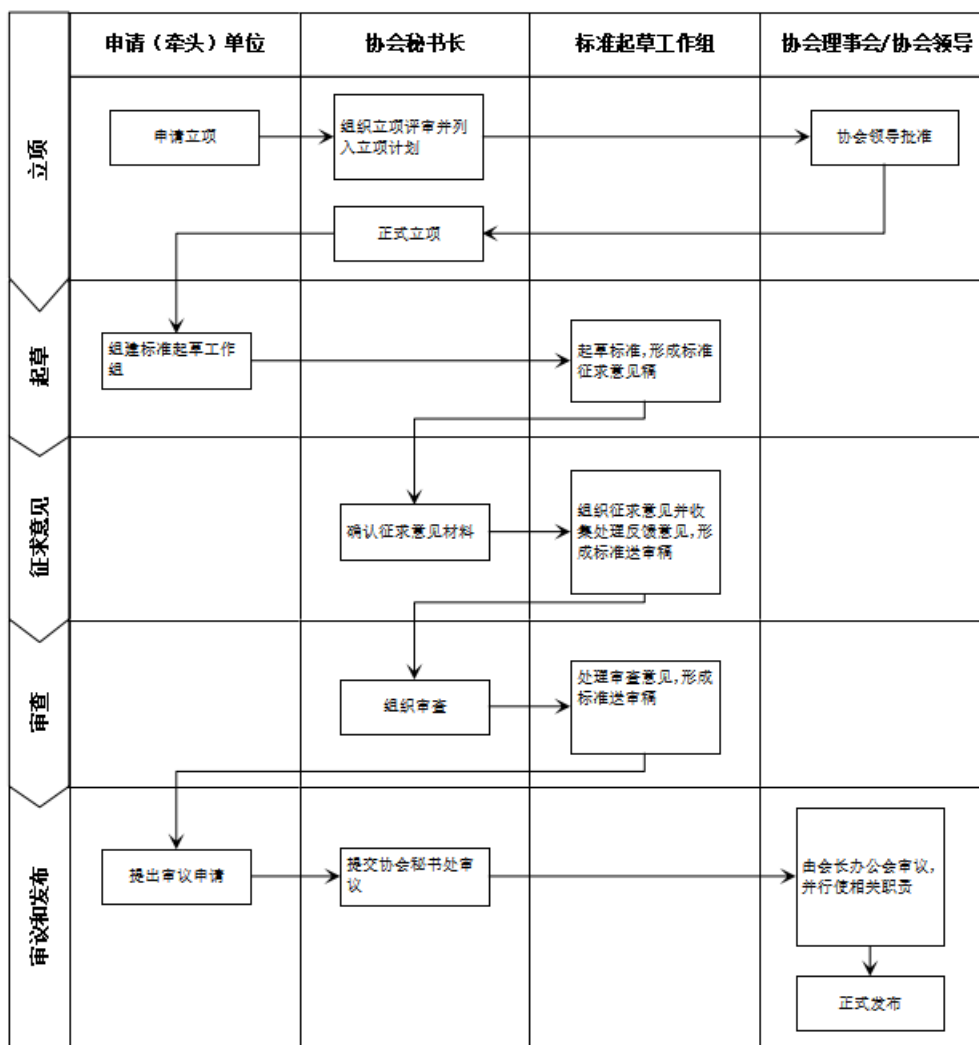 申请（牵头）单位
协会秘书长
标准起草工作组
协会理事会/协会领导
立项
申请立项
组织立项评审并列
入立项计划
协会领导批准
正式立项
起草
组建标准起草工作
组
起草标准,形成标准
征求意见稿
征求意见
确认征求意见材料
组织征求意见并收
集处理反馈意见,形
成标准送审稿
审查
组织审查
处理审查意见,形成
标准送审稿
审议和发布
提出审议申请
提交协会秘书处审
议
由会长办公会审议,
并行使相关职责
正式发布